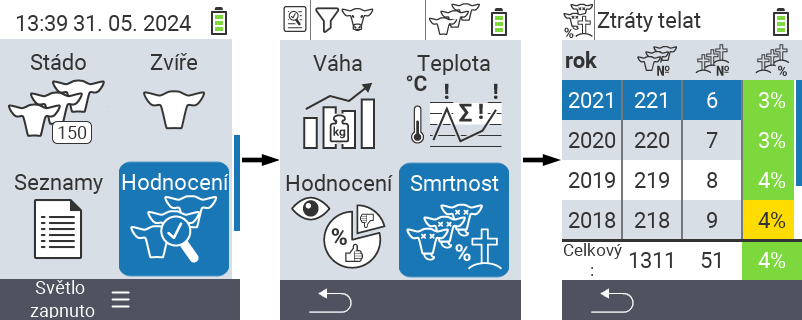 13:39 31. 05. 2024
Stádo
Zvíře
150
Seznamy
Hodnocení
Světlo
zapnuto
Váha
Teplota
kg
°C
! !
Σ!
Hodnocení
Smrtnost
%
%
Ztráty telat
%
rok
Nº
Nº
%
2021 221 6 3%
2020 220 7 3%
2019 219 8 4%
2018 218 9 4%
Celkový
: 1311 51 4%